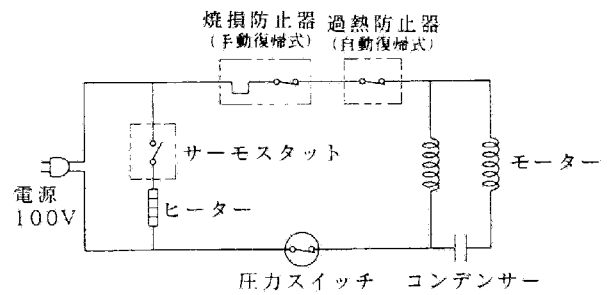 焼損防止器
(手動復帰式)
過熱防止器
(自動復帰式)
サーモスタット
モーター
電源
100V
ヒーター
圧力スイッチ
コンデンサー